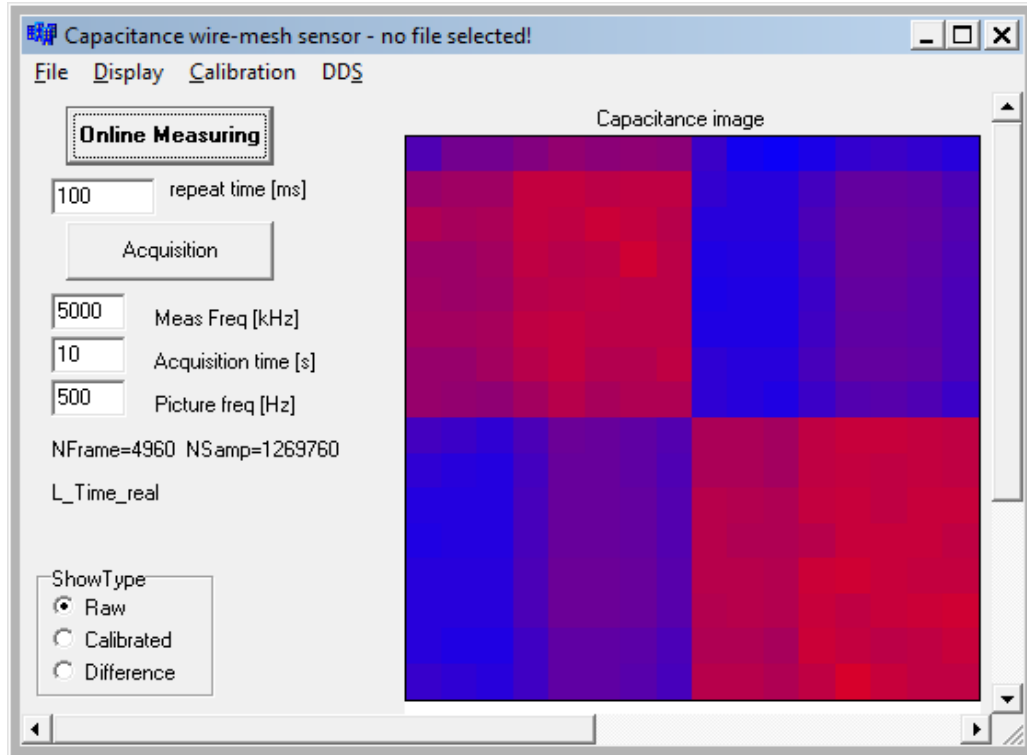 Capacitance wire-mesh sensor - no file selected!
File Display Calibration DDS
Online Measuring
100 repeat time [ms]
Acquisition
5000 Meas Freq [kHz]
10 Acquisition time [s]
500 Picture freq [Hz]
NFrame=4960 NSamp=1269760
L_Time_real
ShowType
Raw
Calibrated
Difference
Capacitance image